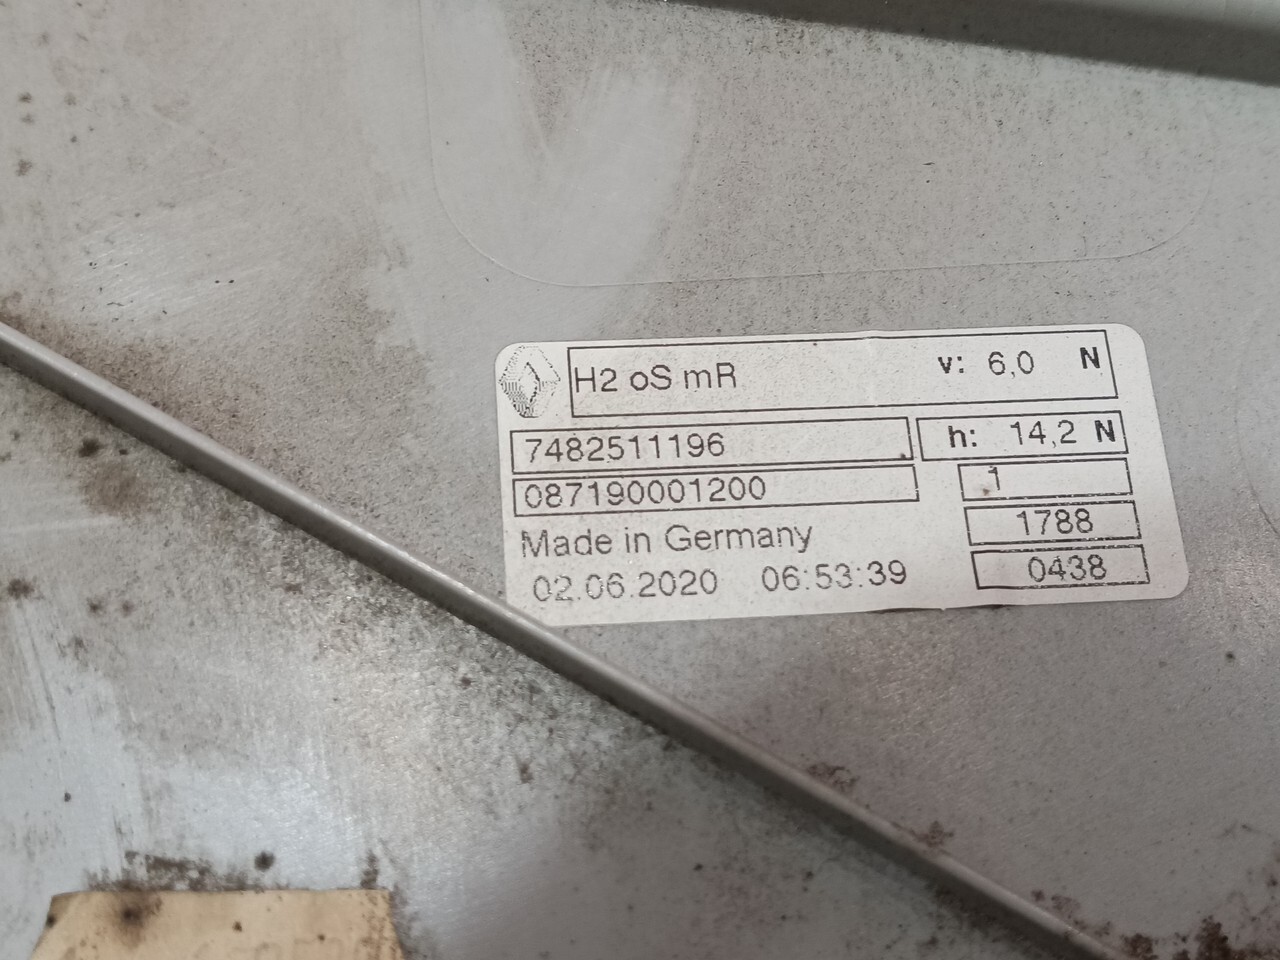 H2 oS mR v: 6,0 N
7482511196 h: 14,2 N
087190001200 1
Made in Germany 1788
02.06.2020 06:53:39 0438